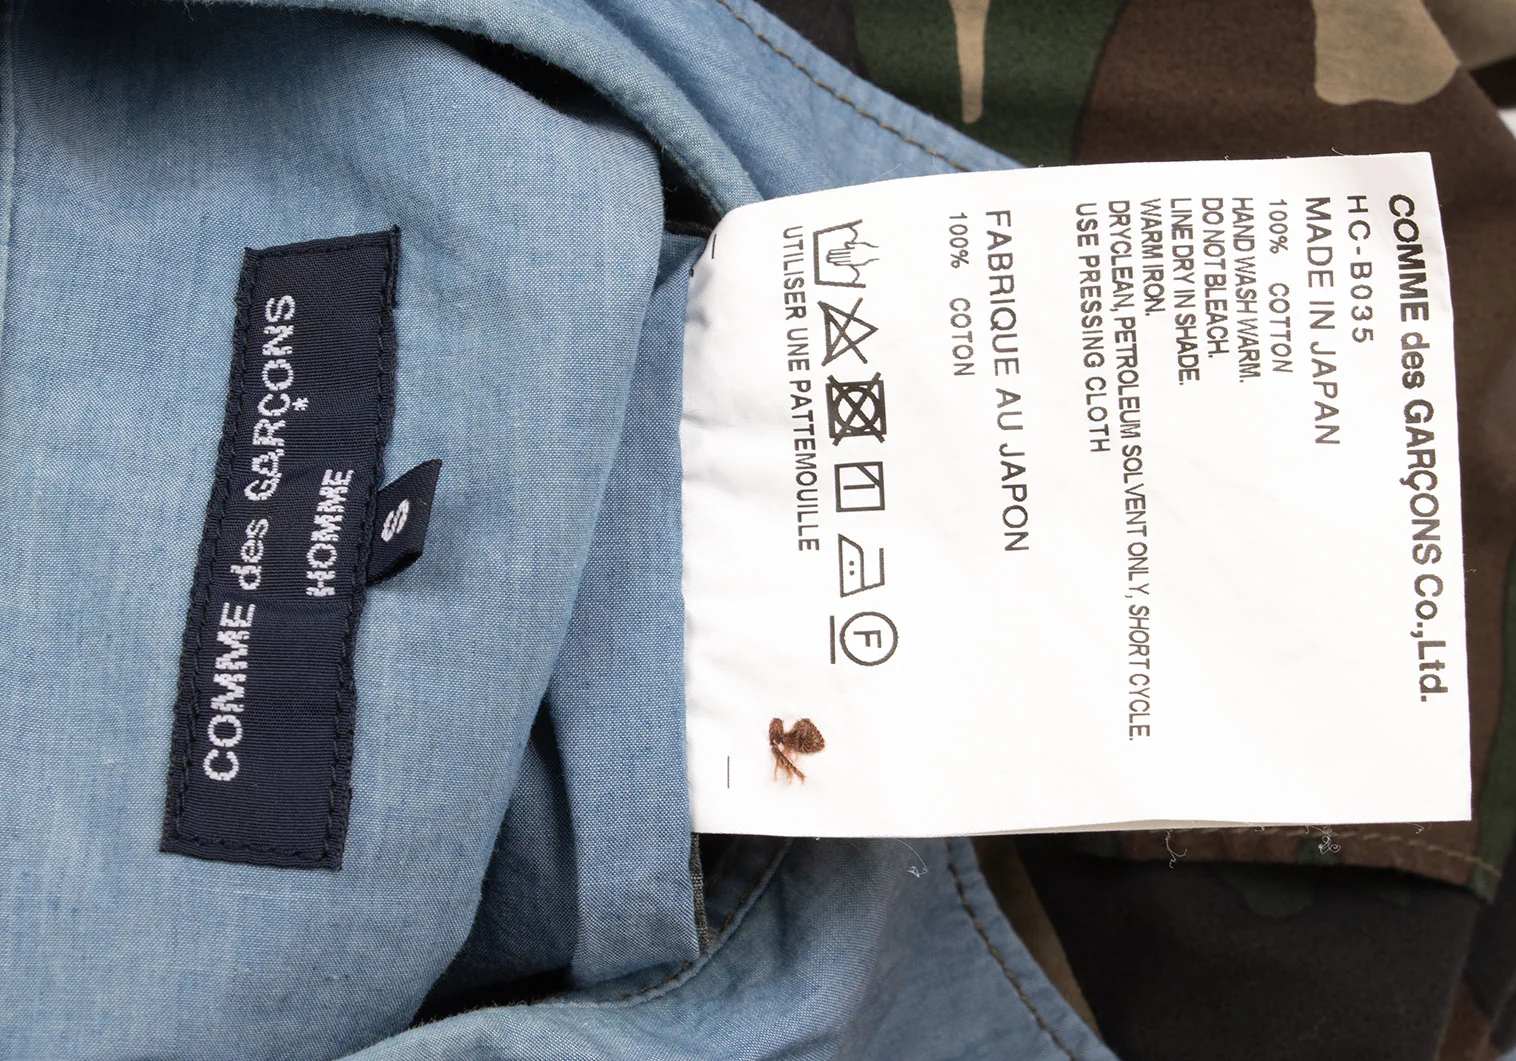 COMME des GARÇONS
HOMME
S
COMME des GARÇONS Co.,Ltd.
HC-B035
MADE IN JAPAN
100% COTTON
HAND WASH WARM.
DO NOT BLEACH.
LINE DRY IN SHADE.
WARM IRON.
DRYCLEAN, PETROLEUM SOLVENT ONLY, SHORT CYCLE.
USE PRESSING CLOTH
FABRIQUE AU JAPON
100% COTON
F
UTILISER UNE PATTEMOUILLE